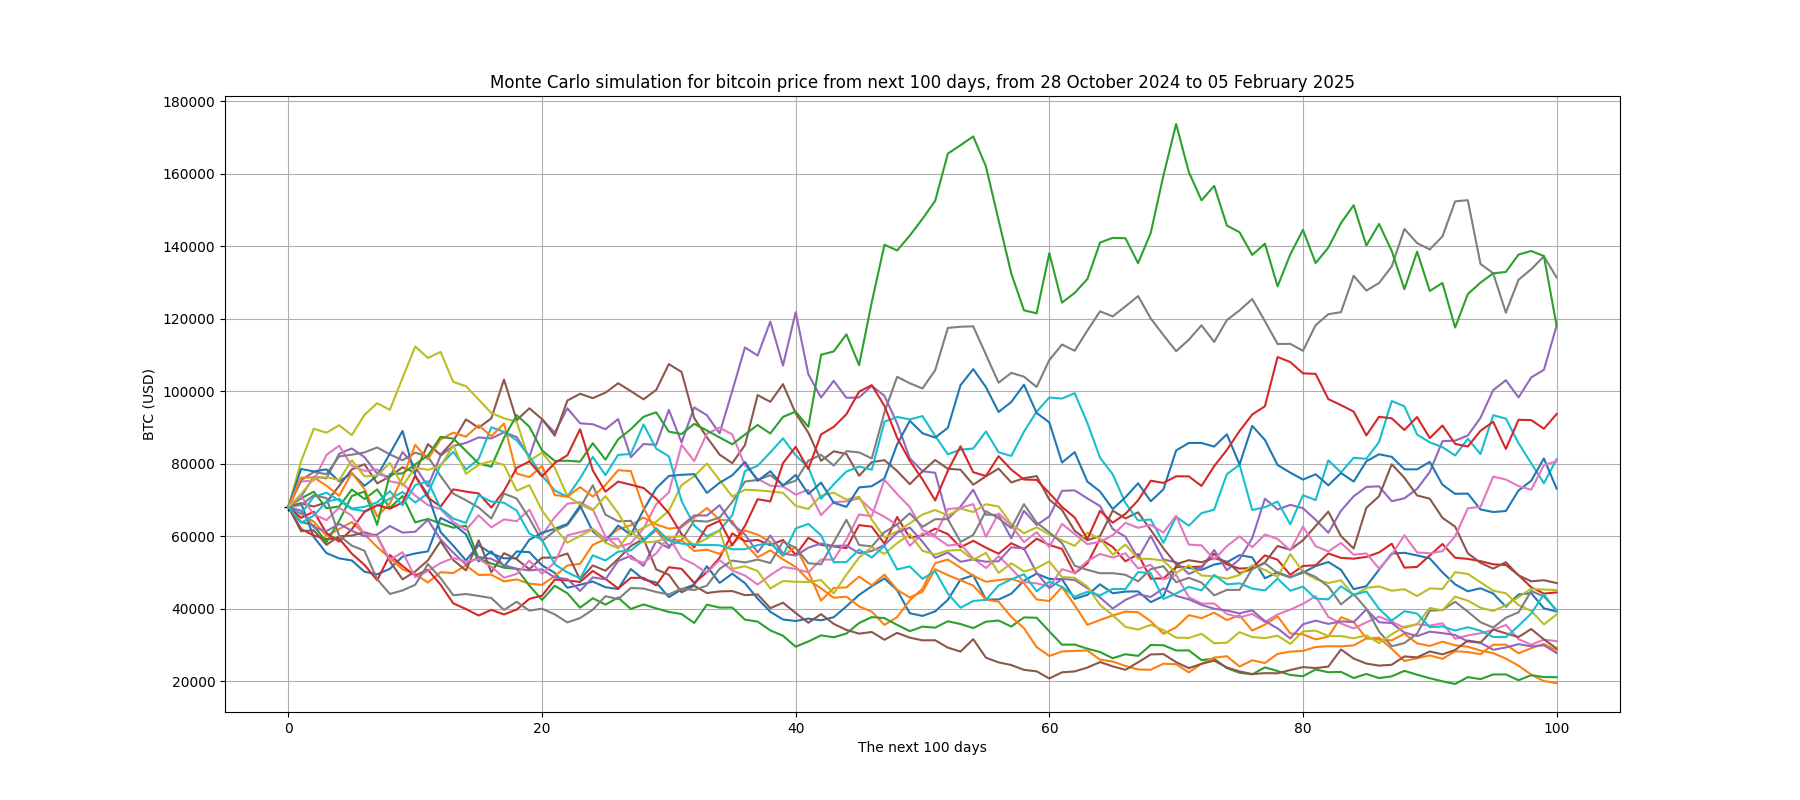 Monte Carlo simulation for bitcoin price from next 100 days, from 28 October 2024 to 05 February 2025
180000
160000
140000
120000
100000
80000
60000
40000
20000
BTC (USD)
0 20 40 60 80 100
The next 100 days